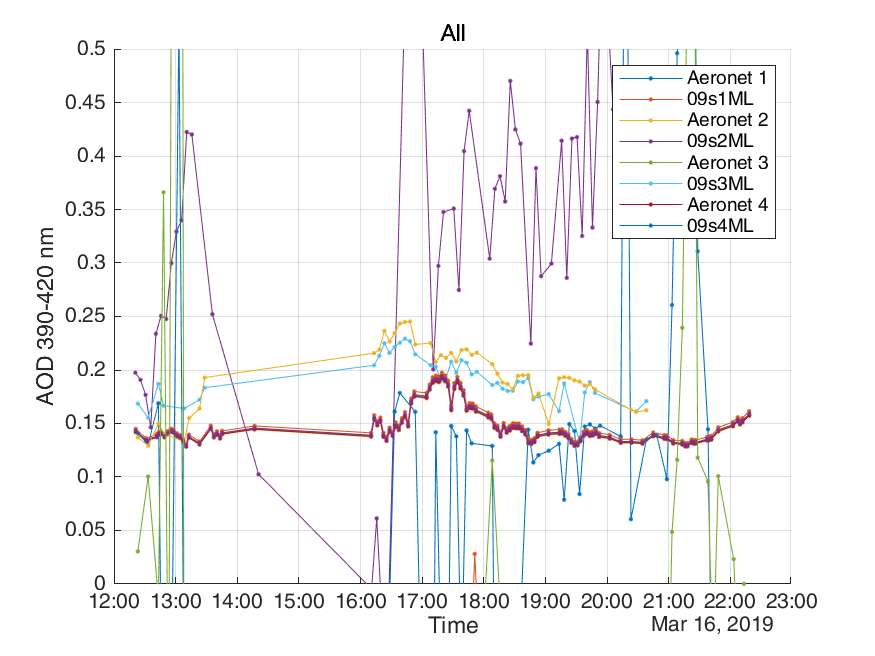 All
0.5
0.45
0.4
0.35
0.3
0.25
0.2
0.15
0.1
0.05
0
AOD 390-420 nm
Aeronet 1
09s1ML
Aeronet 2
09s2ML
Aeronet 3
09s3ML
Aeronet 4
09s4ML
12:00 13:00 14:00 15:00 16:00 17:00 18:00 19:00 20:00 21:00 22:00 23:00
Time
Mar 16, 2019